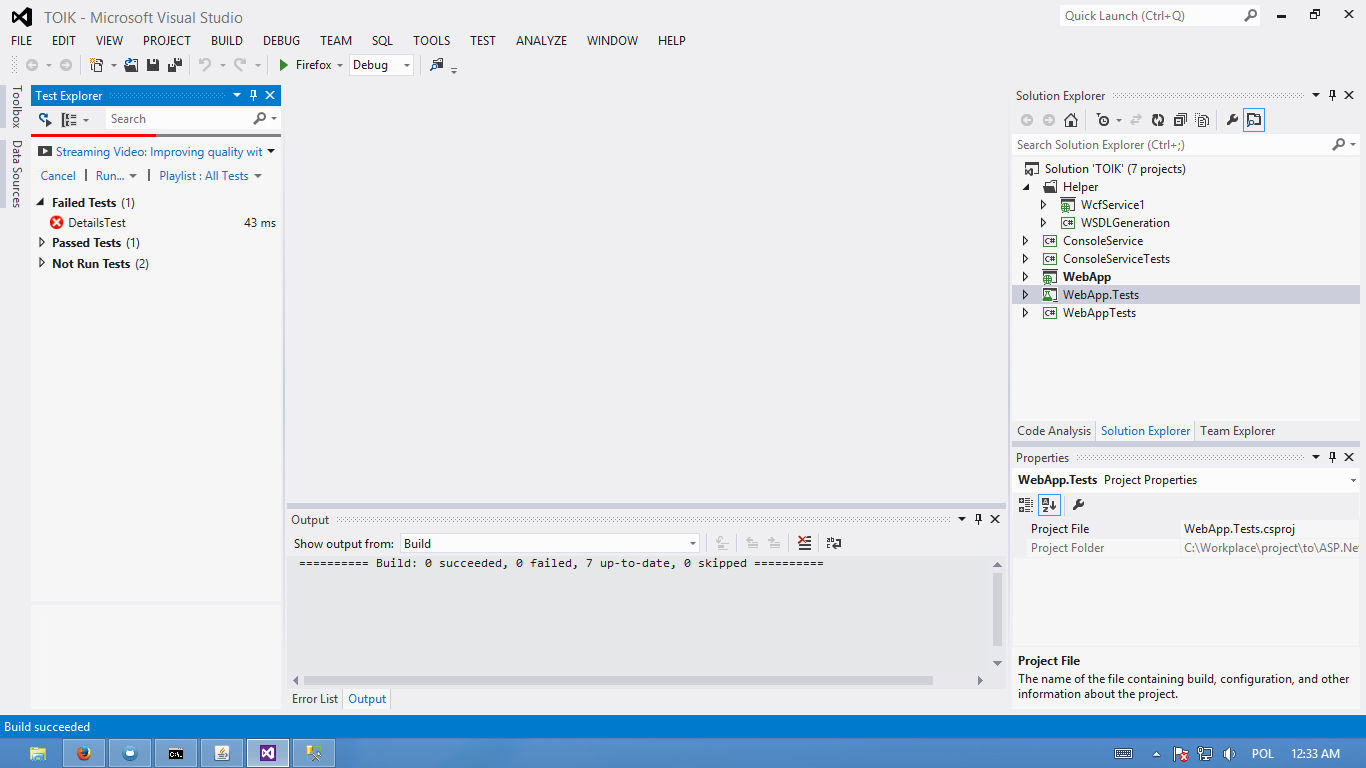 TOIK - Microsoft Visual Studio
Quick Launch (Ctrl+Q)
FILE EDIT VIEW PROJECT BUILD DEBUG TEAM SQL TOOLS TEST ANALYZE WINDOW HELP
Firefox Debug
Toolbox
Data Sources
Test Explorer
Search
Streaming Video: Improving quality wit
Cancel | Run... | Playlist : All Tests
Failed Tests (1)
DetailsTest 43 ms
Passed Tests (1)
Not Run Tests (2)
Output
Show output from: Build
========== Build: 0 succeeded, 0 failed, 7 up-to-date, 0 skipped ==========
Error List Output
Solution Explorer
Search Solution Explorer (Ctrl+;)
Solution 'TOIK' (7 projects)
Helper
WcfService1
WSDLGeneration
ConsoleService
ConsoleServiceTests
WebApp
WebApp.Tests
WebAppTests
Code Analysis Solution Explorer Team Explorer
Properties
WebApp.Tests Project Properties
Project File WebApp.Tests.csproj
Project Folder C:\Workplace\project\to\ASP.Ne
Project File
The name of the file containing build, configuration, and other
information about the project.
Build succeeded
POL 12:33 AM